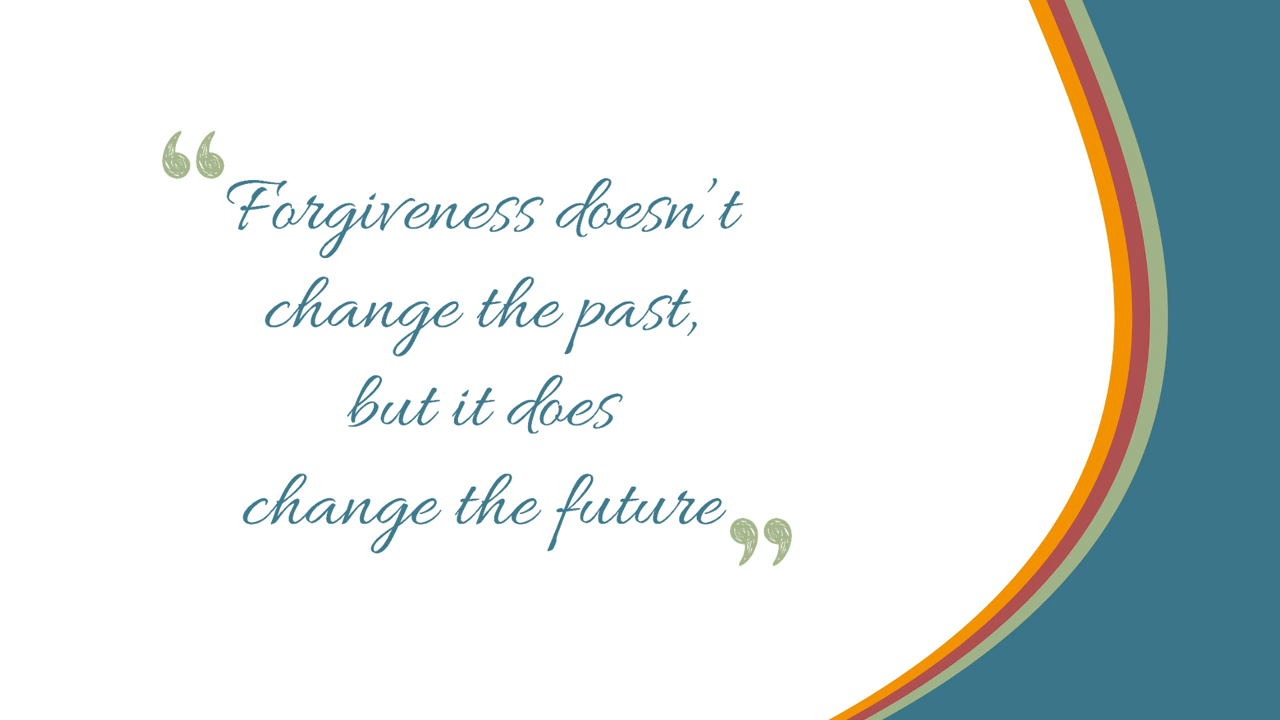 “Forgiveness doesn’t
change the past,
but it does
change the future”